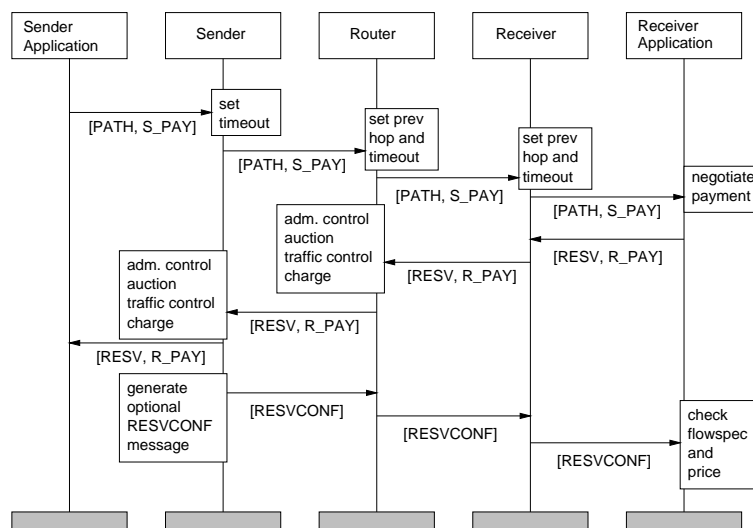 Sender
Application
Sender
Router
Receiver
Receiver
Application
set
timeout
[PATH, S_PAY]
set prev
hop and
timeout
[PATH, S_PAY]
set prev
hop and
timeout
[PATH, S_PAY]
negotiate
payment
[PATH, S_PAY]
[RESV, R_PAY]
adm. control
auction
traffic control
charge
[RESV, R_PAY]
adm. control
auction
traffic control
charge
[RESV, R_PAY]
[RESV, R_PAY]
generate
optional
RESVCONF
message
[RESVCONF]
[RESVCONF]
[RESVCONF]
check
flowspec
and
price